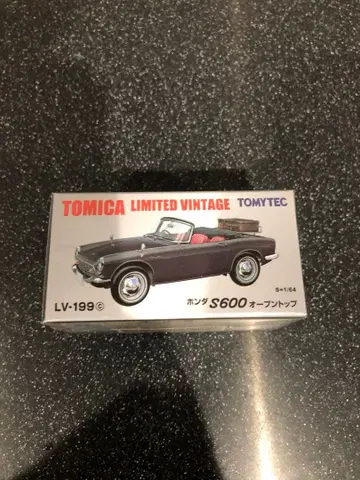 TOMICA LIMITED VINTAGE TOMYTEC
S=1/64
LV-199 ⓒ ホンダ S600 オープントップ